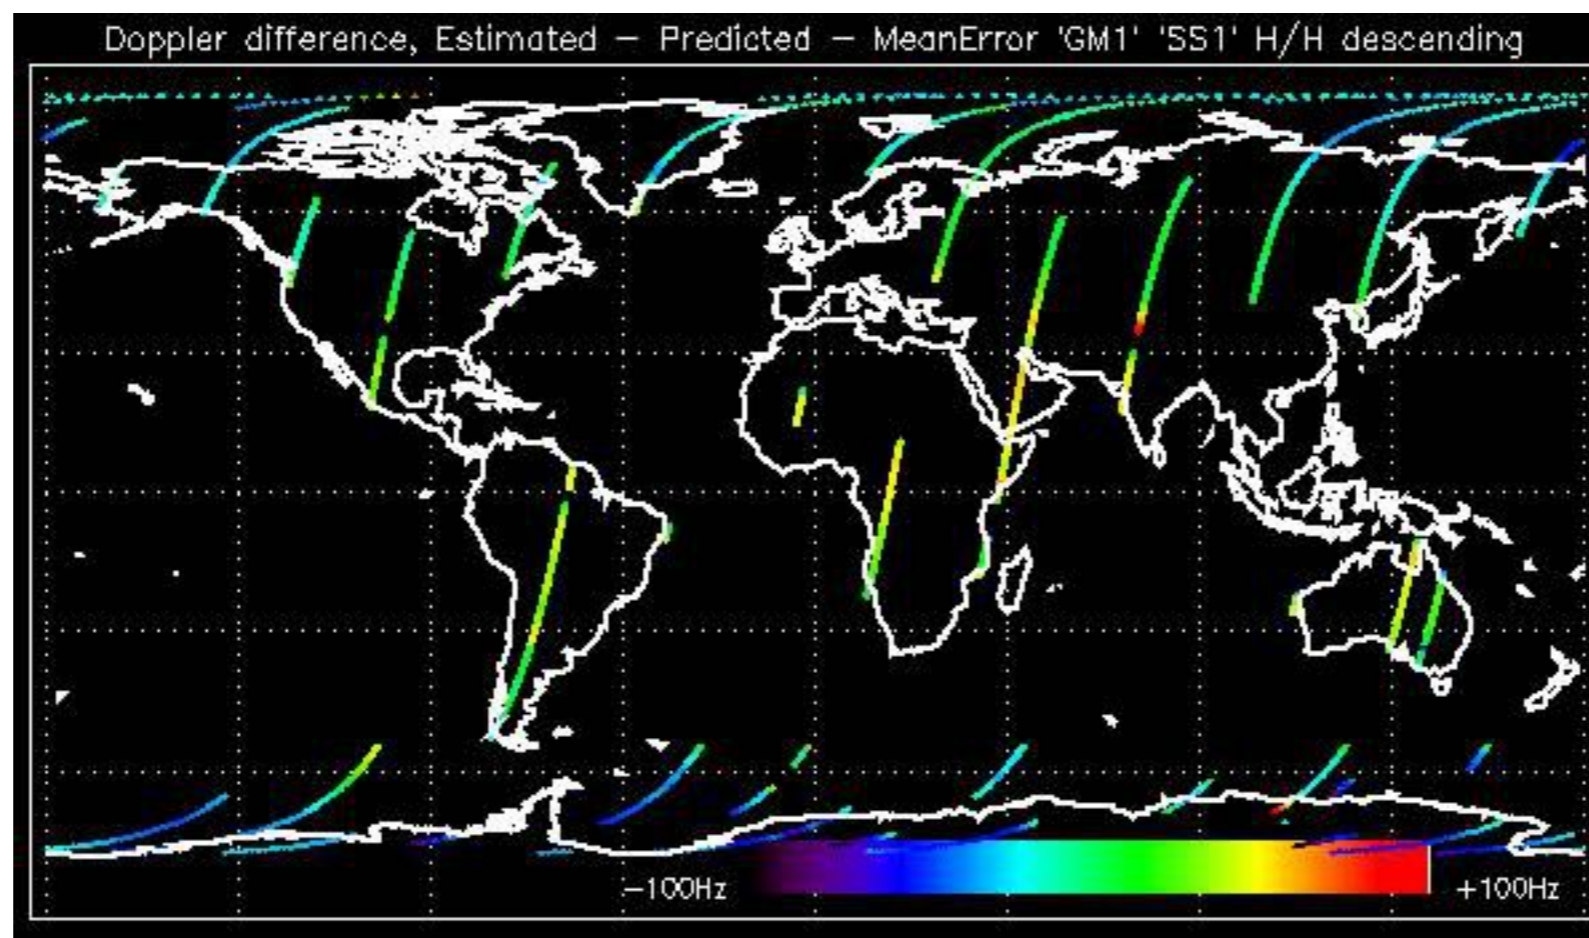 Doppler difference, Estimated – Predicted – MeanError 'GM1' 'SS1' H/H descending
-100Hz
+100Hz